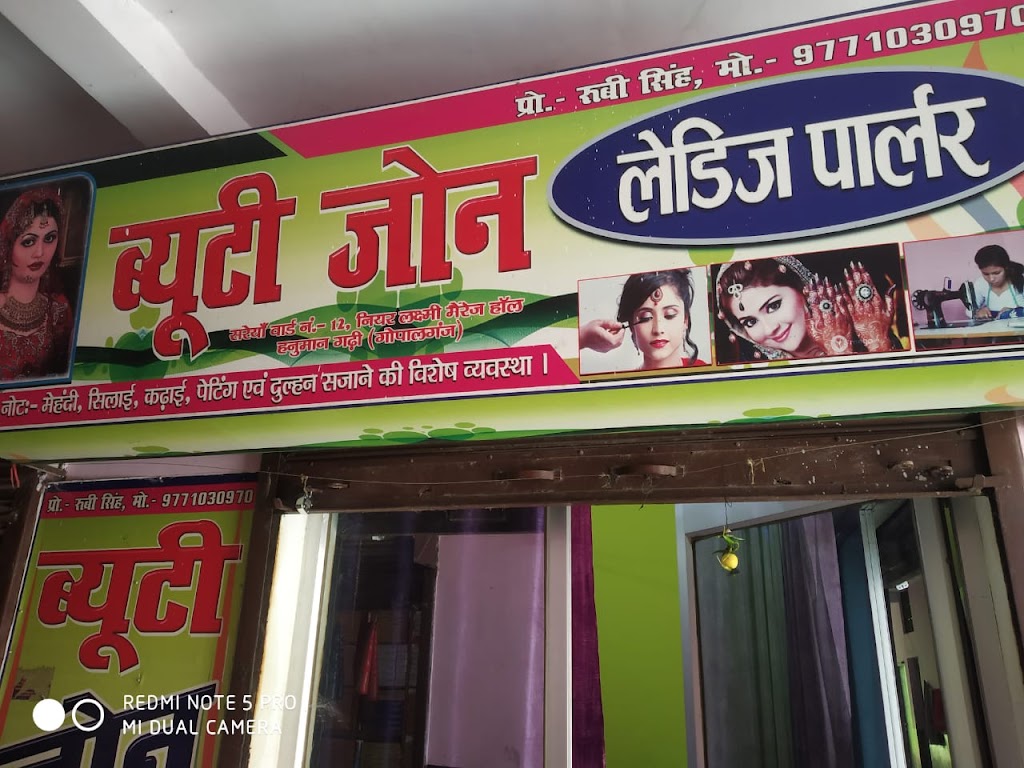 प्रो.- रुबी सिंह, मो.- 9771030970
लेडिज पार्लर
ब्यूटी जोन
सरेयाँ वार्ड नं.- 12, नियर लक्ष्मी मैरेज हॉल
हनुमान गढ़ी (गोपालगंज)
नोटः- मेहंदी, सिलाई, कढ़ाई, पेटिंग एवं दुल्हन सजाने की विशेष व्यवस्था ।
प्रो.- रुबी सिंह, मो.- 9771030970
ब्यूटी
जोन
REDMI NOTE 5 PRO
MI DUAL CAMERA